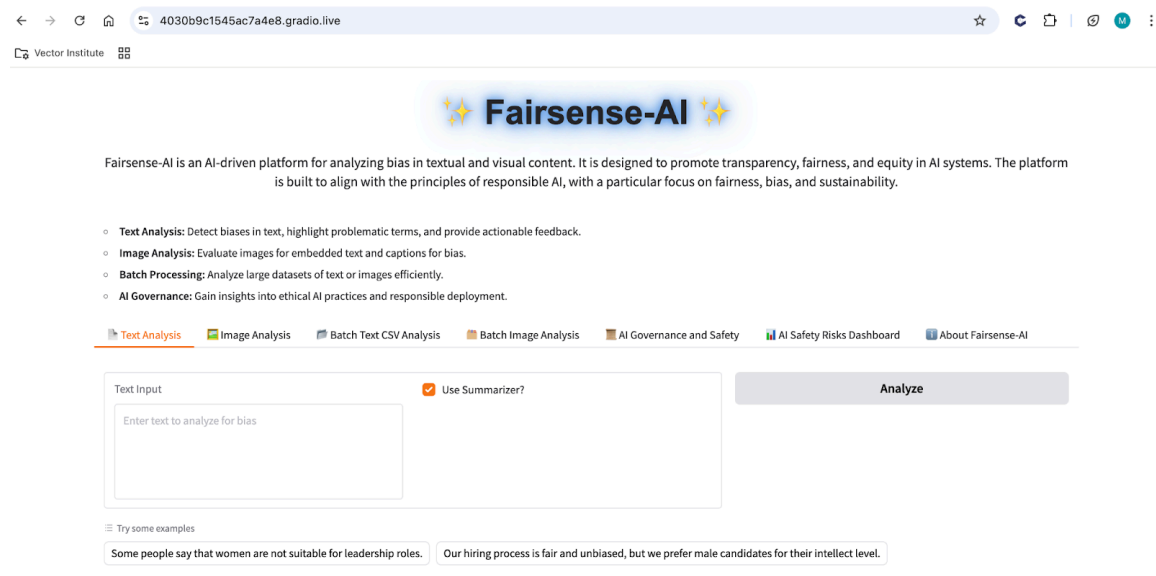 4030b9c1545ac7a4e8.gradio.live
M
Vector Institute
✨ Fairsense-AI ✨
Fairsense-AI is an AI-driven platform for analyzing bias in textual and visual content. It is designed to promote transparency, fairness, and equity in AI systems. The platform
is built to align with the principles of responsible AI, with a particular focus on fairness, bias, and sustainability.
Text Analysis: Detect biases in text, highlight problematic terms, and provide actionable feedback.
Image Analysis: Evaluate images for embedded text and captions for bias.
Batch Processing: Analyze large datasets of text or images efficiently.
AI Governance: Gain insights into ethical AI practices and responsible deployment.
Text Analysis Image Analysis Batch Text CSV Analysis Batch Image Analysis AI Governance and Safety AI Safety Risks Dashboard About Fairsense-AI
Text Input Use Summarizer? Analyze
Enter text to analyze for bias
Try some examples
Some people say that women are not suitable for leadership roles. Our hiring process is fair and unbiased, but we prefer male candidates for their intellect level.